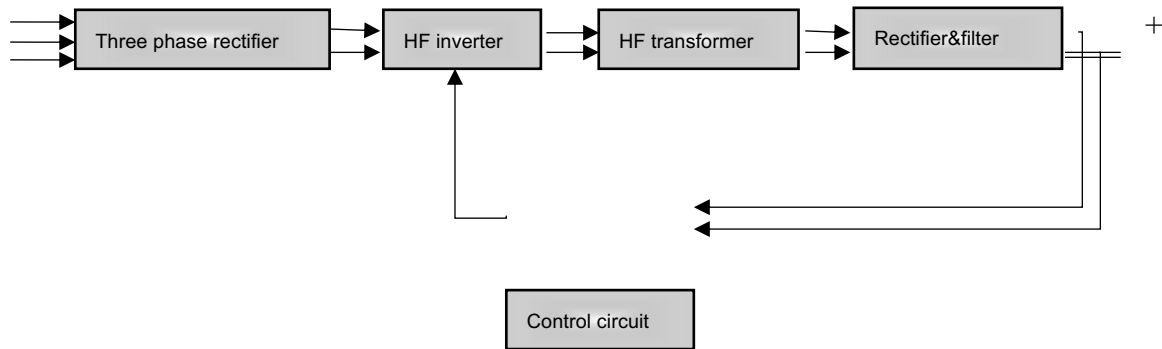 Three phase rectifier
HF inverter
HF transformer
Rectifier&filter
+
Control circuit